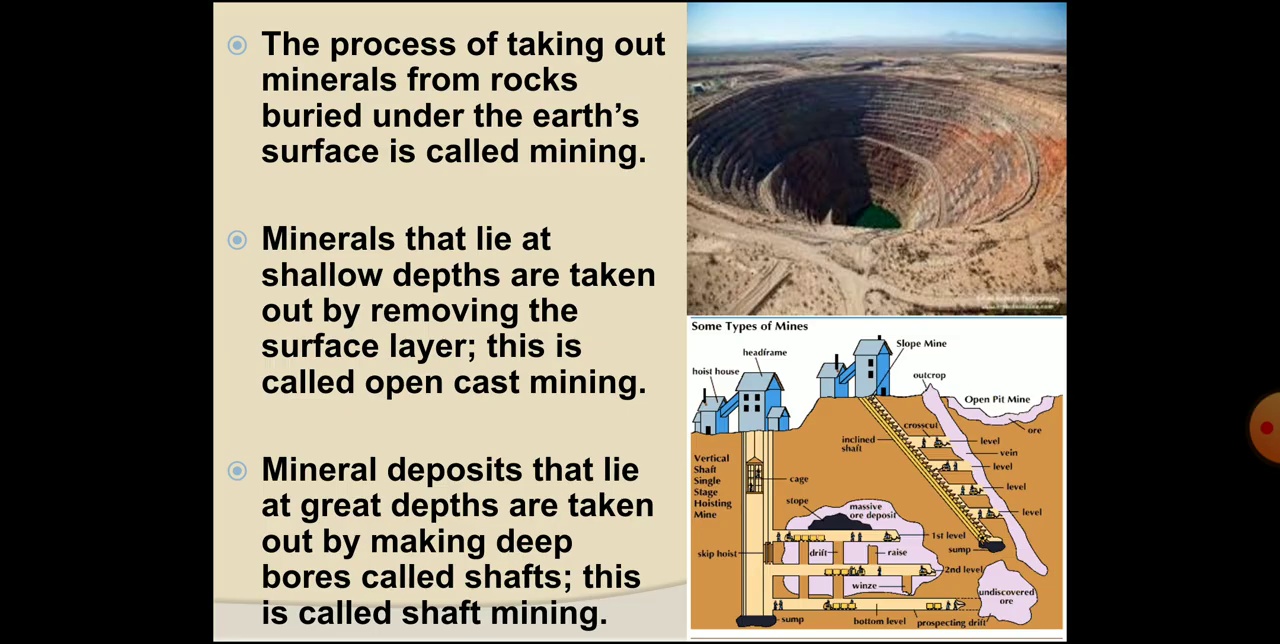 The process of taking out
minerals from rocks
buried under the earth's
surface is called mining.
Minerals that lie at
shallow depths are taken
out by removing the
surface layer; this is
called open cast mining.
Mineral deposits that lie
at great depths are taken
out by making deep
bores called shafts; this
is called shaft mining.
Some Types of Mines
headframe
hoist house
Slope Mine
outcrop
Open Pit Mine
ore
crosscut
inclined
shaft
level
vein
level
level
level
sump
Vertical
Shaft
Single
Stage
Hoisting
Mine
cage
stope
massive
ore deposit
1st level
skip hoist
drift
raise
2nd level
winze
undiscovered
ore
sump
bottom level
prospecting drift